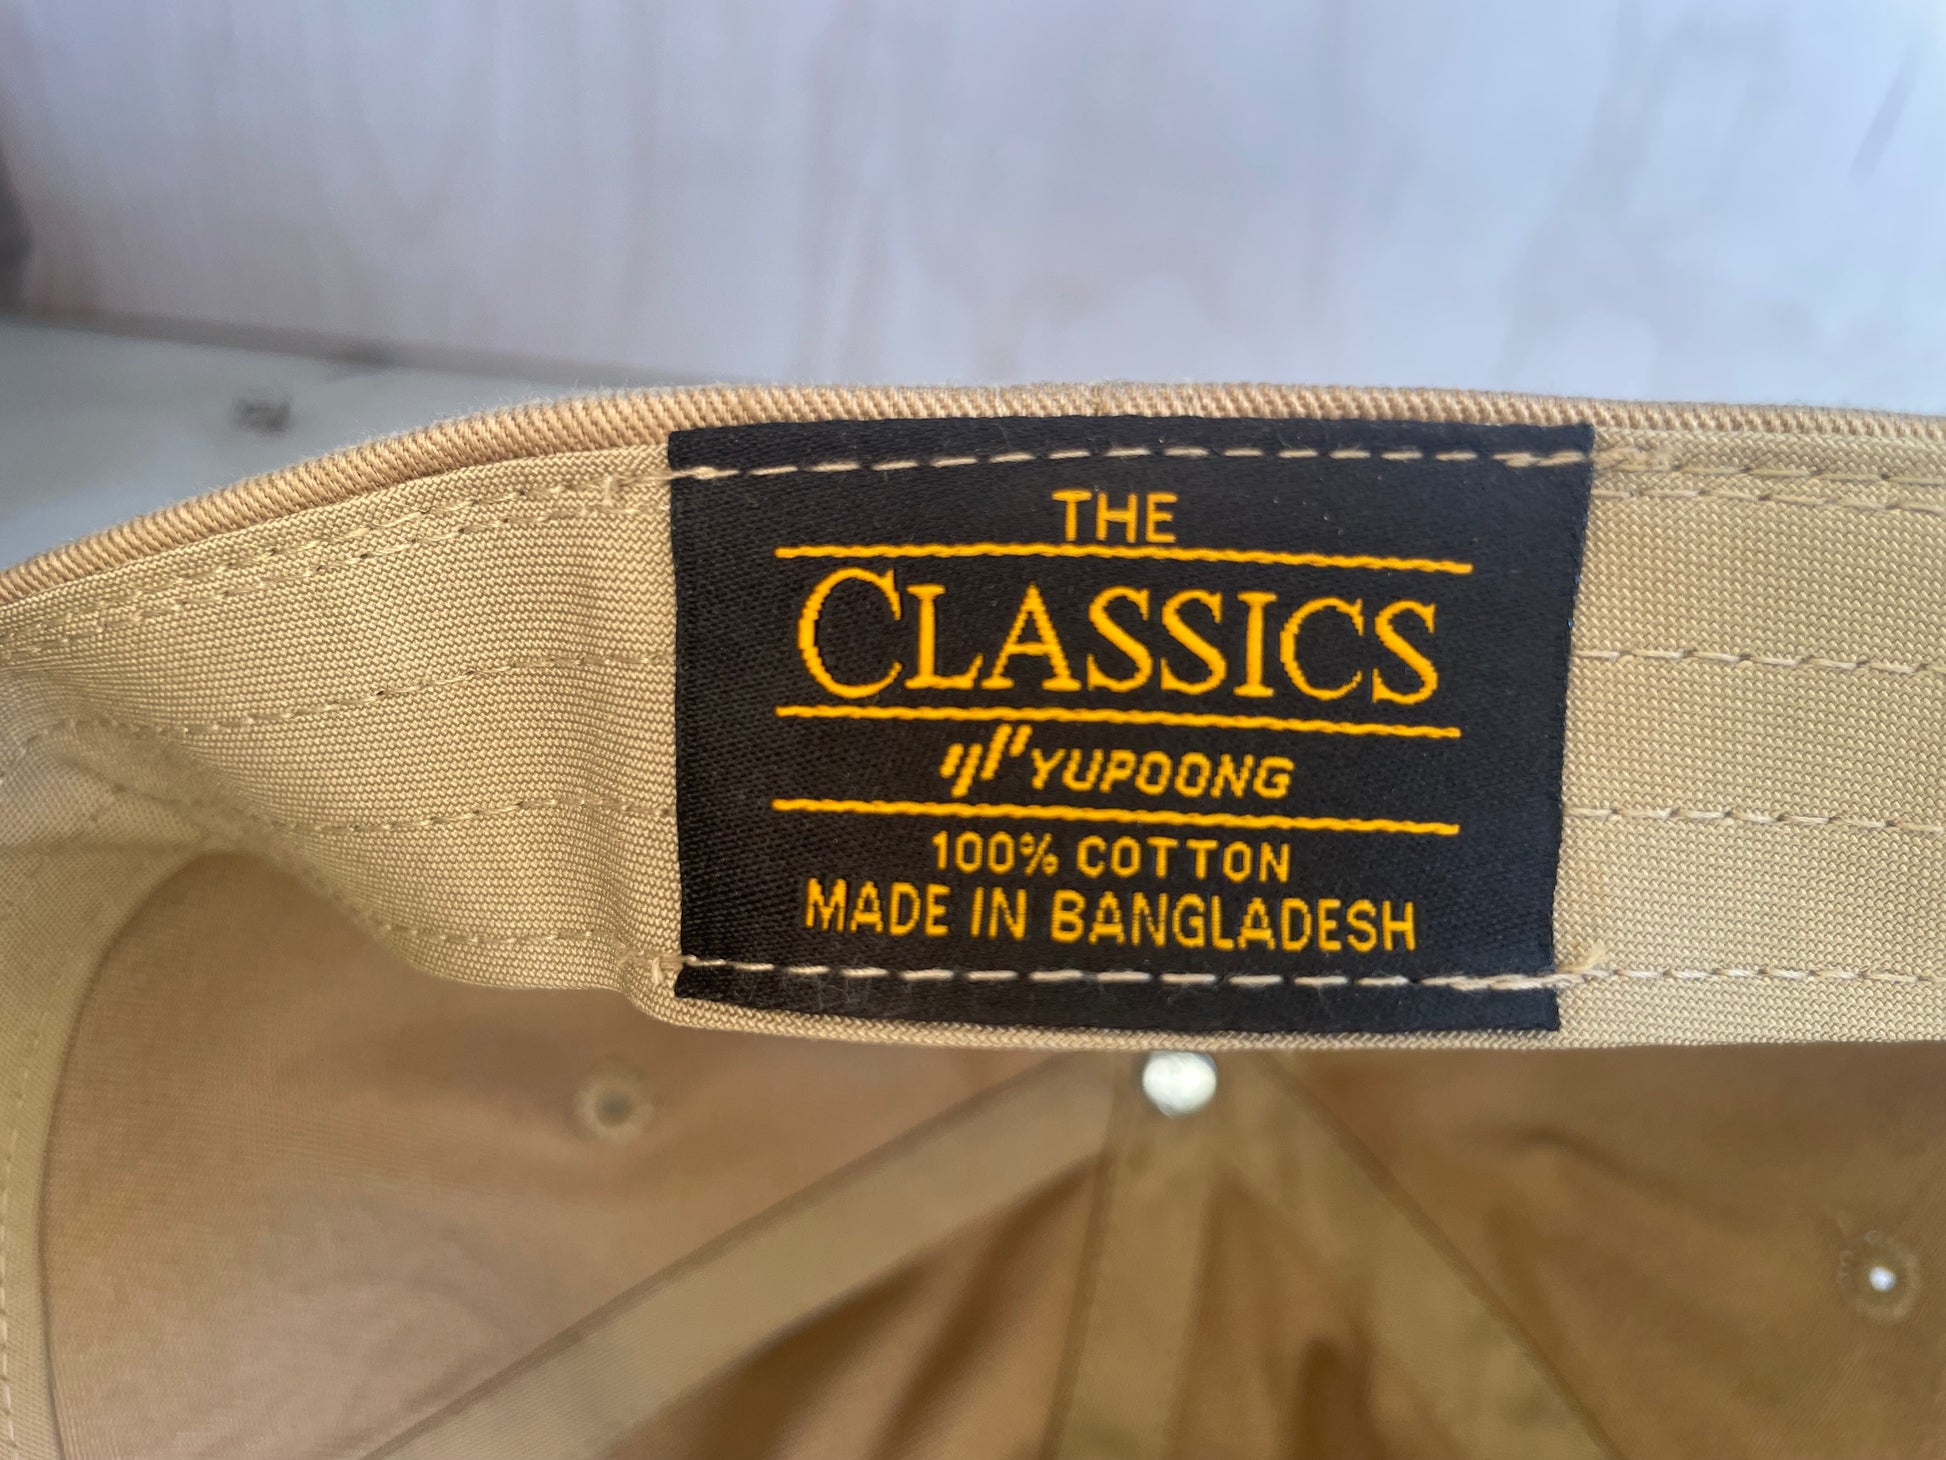 THE
CLASSICS
YUPOONG
100% COTTON
MADE IN BANGLADESH